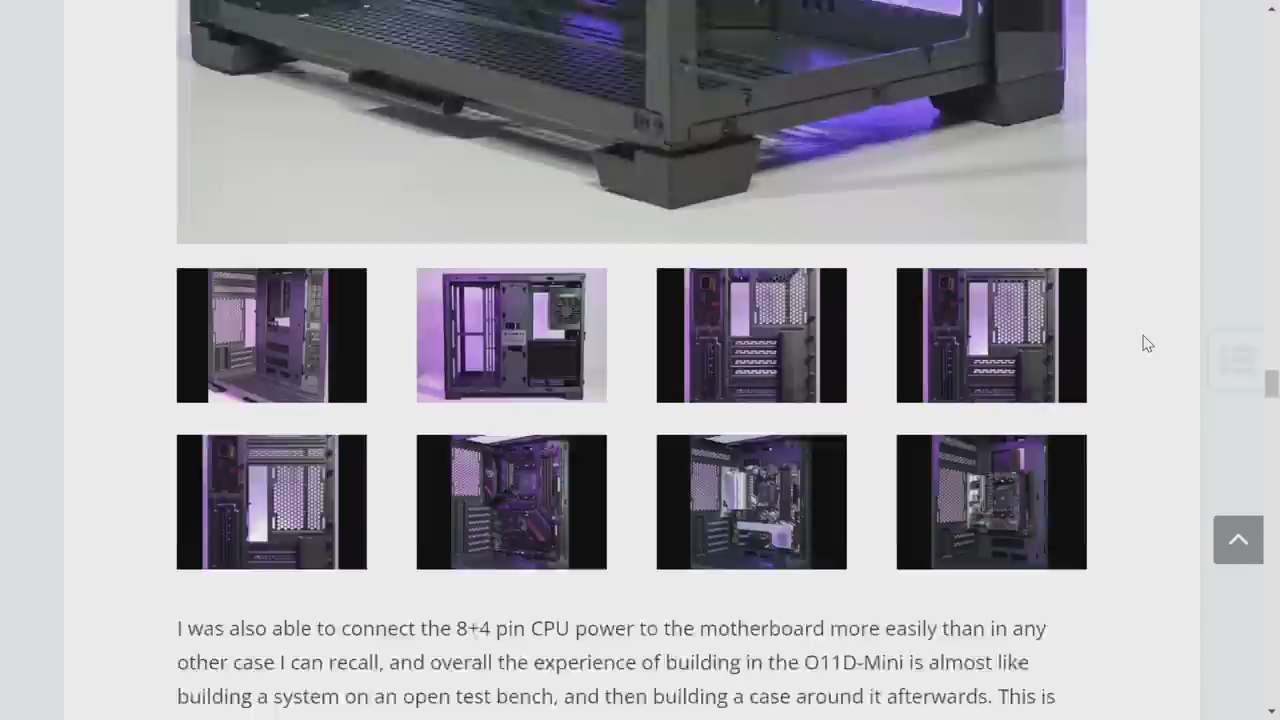 I was also able to connect the 8+4 pin CPU power to the motherboard more easily than in any
other case I can recall, and overall the experience of building in the O11D-Mini is almost like
building a system on an open test bench, and then building a case around it afterwards. This is